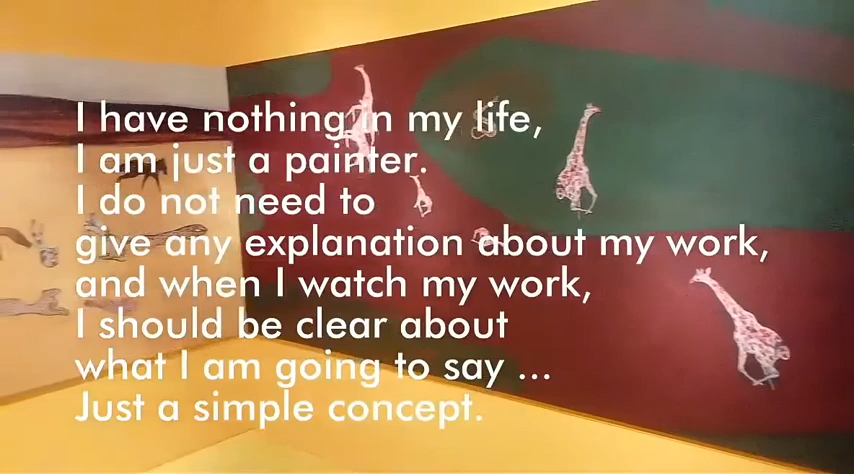 I have nothing in my life,
I am just a painter.
I do not need to
give any explanation about my work,
and when I watch my work,
I should be clear about
what I am going to say ...
Just a simple concept.